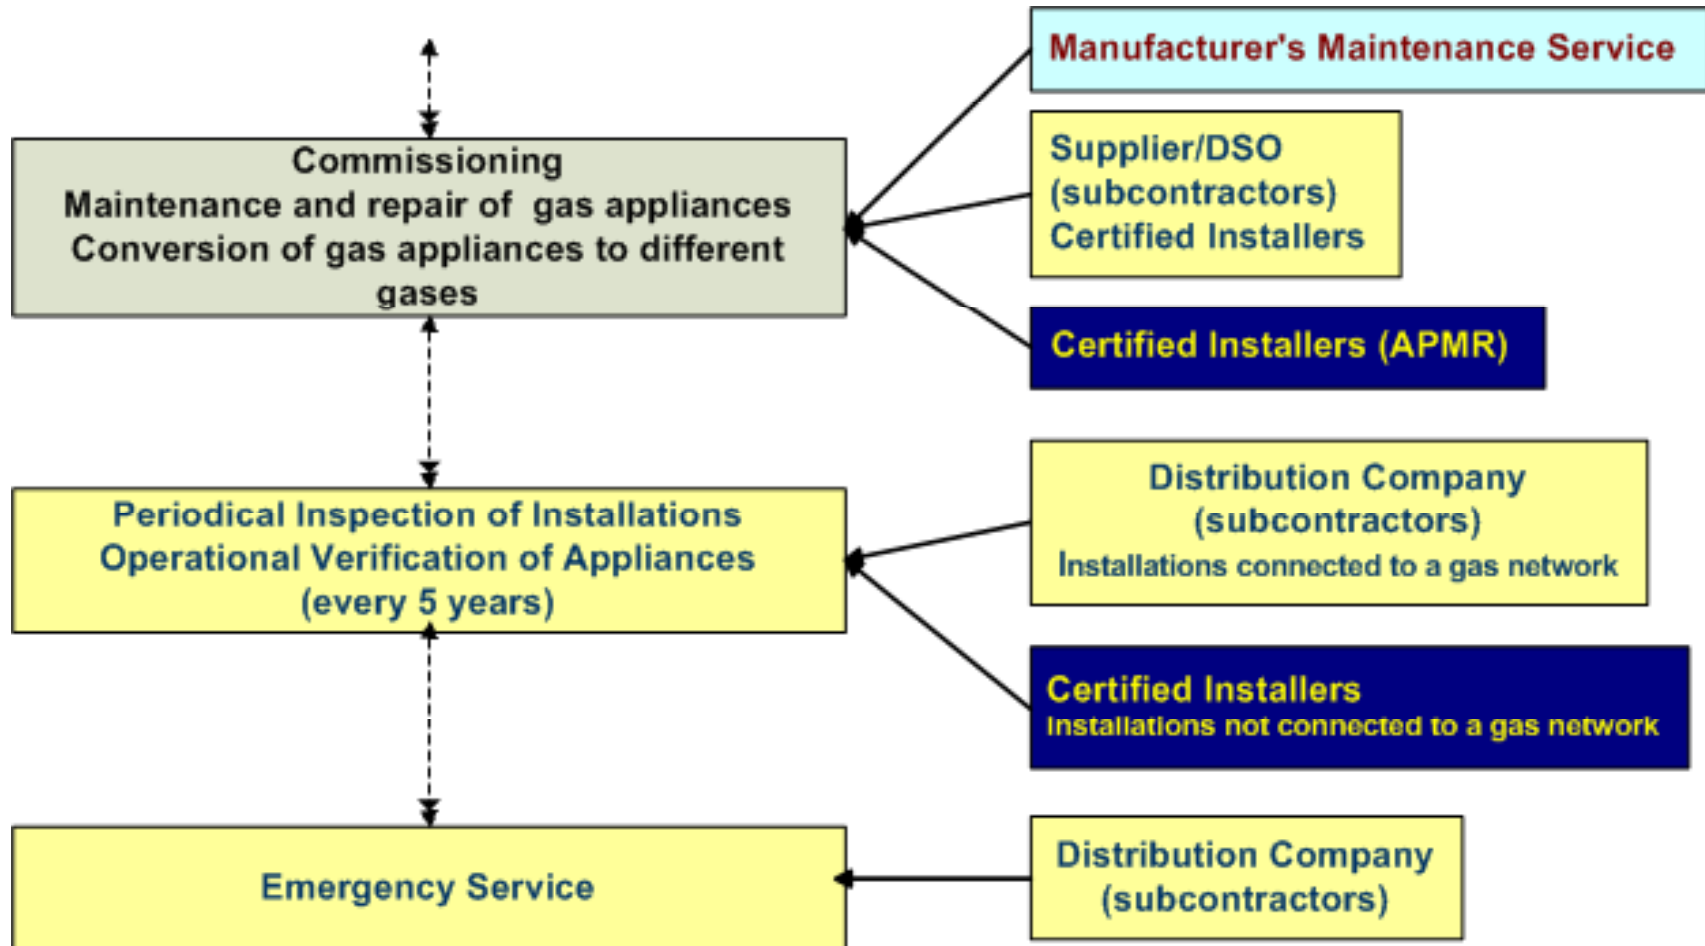 Manufacturer's Maintenance Service
Commissioning
Maintenance and repair of gas appliances
Conversion of gas appliances to different
gases
Supplier/DSO
(subcontractors)
Certified Installers
Certified Installers (APMR)
Periodical Inspection of Installations
Operational Verification of Appliances
(every 5 years)
Distribution Company
(subcontractors)
Installations connected to a gas network
Certified Installers
Installations not connected to a gas network
Emergency Service
Distribution Company
(subcontractors)